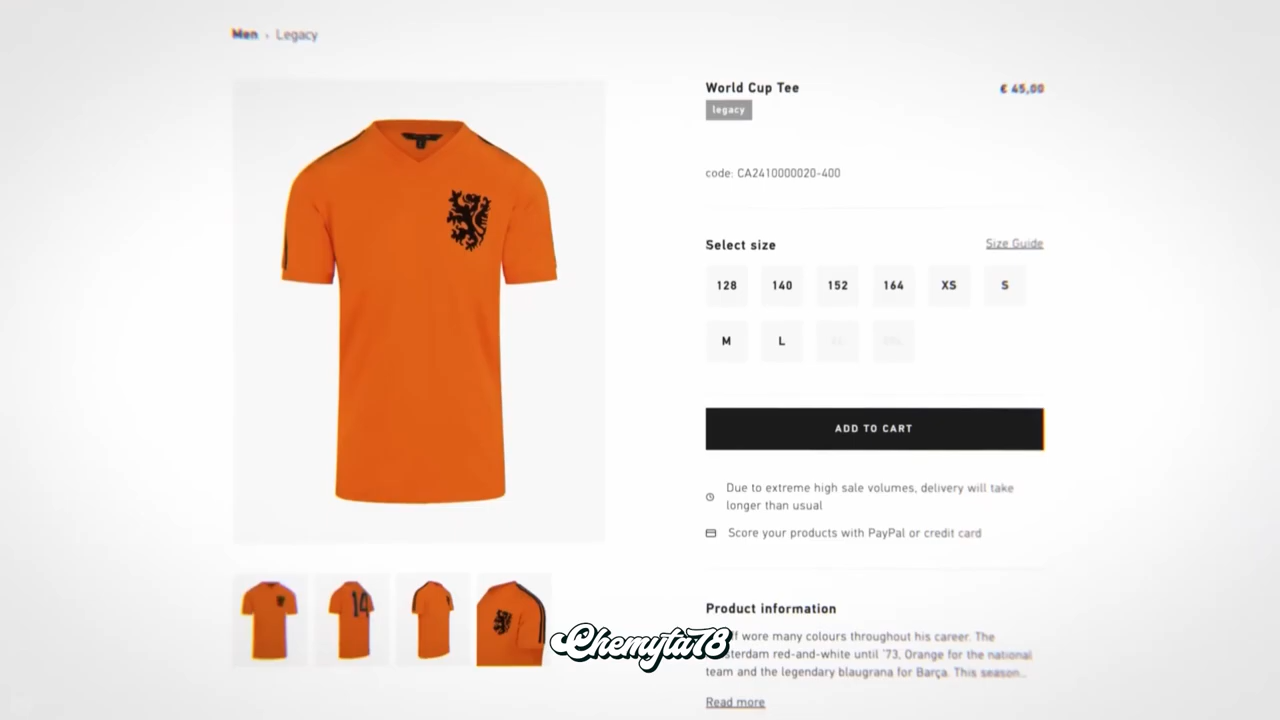 Men › Legacy
World Cup Tee
€ 45,00
legacy
code: CA2410000020-400
Select size
Size Guide
128 140 152 164 XS S
M L
ADD TO CART
Due to extreme high sale volumes, delivery will take
longer than usual
Score your products with PayPal or credit card
14
Product information
wore many colours throughout his career. The
red-and-white until '73, Orange for the national
team and the legendary blaugrana for Barça. This season...
Read more
Chemyta78